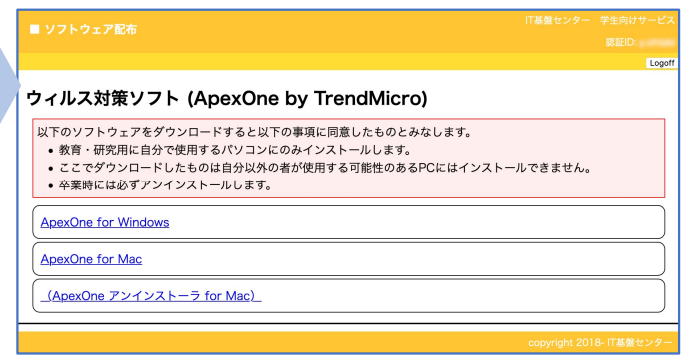 ■ ソフトウェア配布
IT基盤センター　学生向けサービス
認証ID:
Logoff
ウィルス対策ソフト (ApexOne by TrendMicro)
以下のソフトウェアをダウンロードすると以下の事項に同意したものとみなします。
• 教育・研究用に自分で使用するパソコンにのみインストールします。
• ここでダウンロードしたものは自分以外の者が使用する可能性のあるPCにはインストールできません。
• 卒業時には必ずアンインストールします。
ApexOne for Windows
ApexOne for Mac
（ApexOne アンインストーラ for Mac）
copyright 2018- IT基盤センター